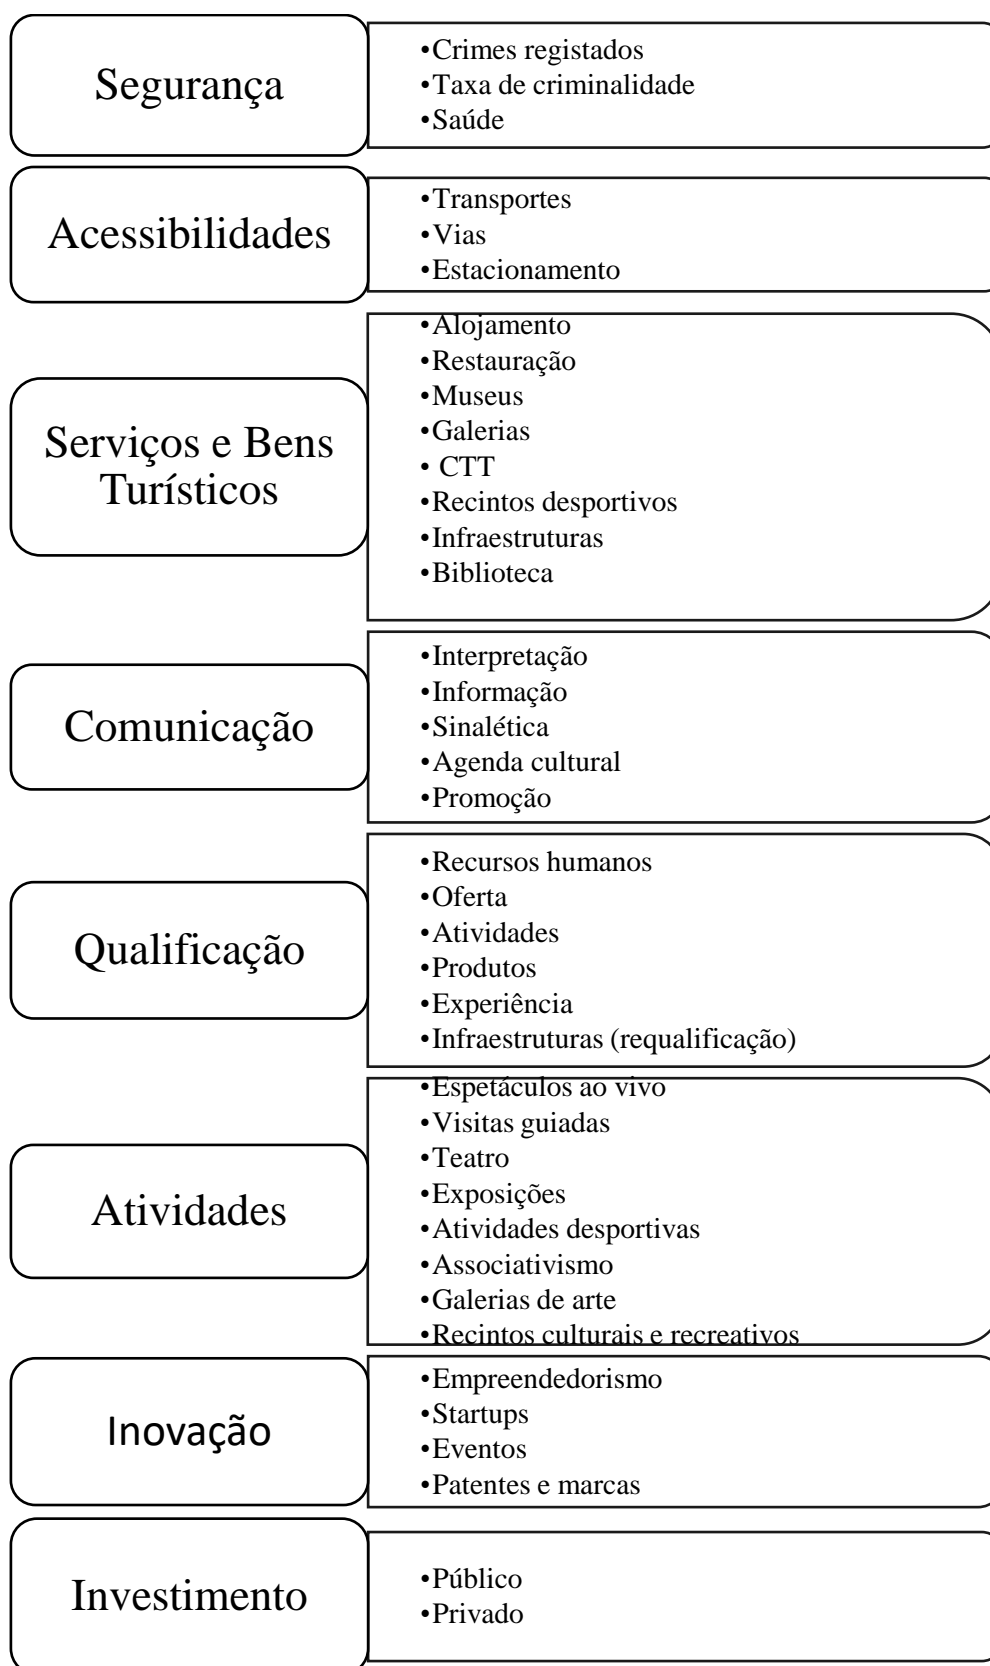 Segurança
•Crimes registados
•Taxa de criminalidade
•Saúde
Acessibilidades
•Transportes
•Vias
•Estacionamento
Serviços e Bens
Turísticos
•Alojamento
•Restauração
•Museus
•Galerias
• CTT
•Recintos desportivos
•Infraestruturas
•Biblioteca
Comunicação
•Interpretação
•Informação
•Sinalética
•Agenda cultural
•Promoção
Qualificação
•Recursos humanos
•Oferta
•Atividades
•Produtos
•Experiência
•Infraestruturas (requalificação)
Atividades
•Espetáculos ao vivo
•Visitas guiadas
•Teatro
•Exposições
•Atividades desportivas
•Associativismo
•Galerias de arte
•Recintos culturais e recreativos
Inovação
•Empreendedorismo
•Startups
•Eventos
•Patentes e marcas
Investimento
•Público
•Privado